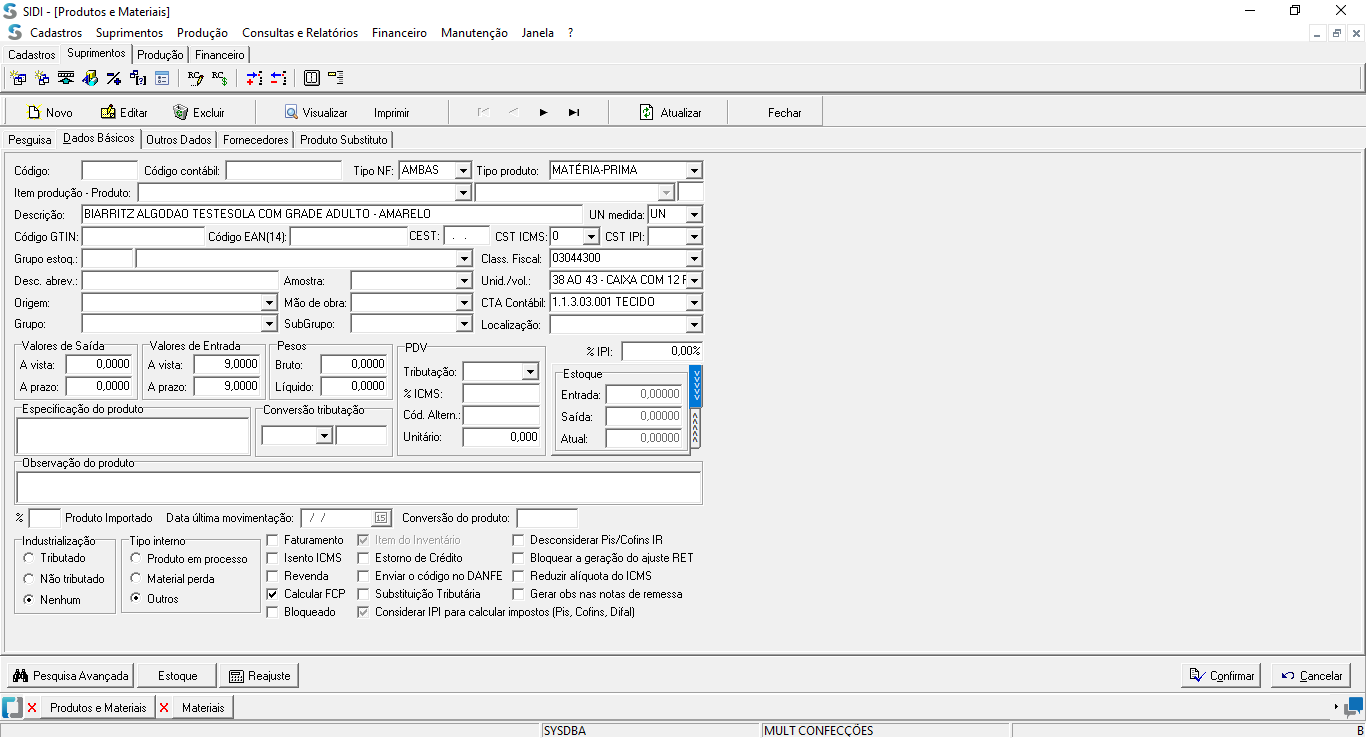 SIDI - [Produtos e Materiais]
Cadastros Suprimentos Produção Consultas e Relatórios Financeiro Manutenção Janela ?
Cadastros Suprimentos Produção Financeiro
Novo Editar Excluir Visualizar Imprimir Atualizar Fechar
Pesquisa Dados Básicos Outros Dados Fornecedores Produto Substituto
Código: Código contábil: Tipo NF: AMBAS Tipo produto: MATÉRIA-PRIMA
Item produção - Produto:
Descrição: BIARRITZ ALGODAO TESTESOLA COM GRADE ADULTO - AMARELO UN medida: UN
Código GTIN: Código EAN(14): CEST: . . CST ICMS: 0 CST IPI:
Grupo estoq.: Class. Fiscal: 03044300
Desc. abrev.: Amostra: Unid./vol.: 38 AO 43 - CAIXA COM 12 F
Origem: Mão de obra: CTA Contábil: 1.1.3.03.001 TECIDO
Grupo: SubGrupo: Localização:
Valores de Saída Valores de Entrada Pesos PDV % IPI: 0,00%
A vista: 0,0000 A vista: 9,0000 Bruto: 0,0000 Tributação: Estoque
A prazo: 0,0000 A prazo: 9,0000 Líquido: 0,0000 % ICMS: Entrada: 0,00000
Especificação do produto Conversão tributação Cód. Altern.: Saída: 0,00000
Unitário: 0,000 Atual: 0,00000
Observação do produto
% Produto Importado Data última movimentação: / / 15 Conversão do produto:
Industrialização Tipo interno Faturamento Item do Inventário Desconsiderar Pis/Cofins IR
Tributado Produto em processo Isento ICMS Estorno de Crédito Bloquear a geração do ajuste RET
Não tributado Material perda Revenda Enviar o código no DANFE Reduzir alíquota do ICMS
Nenhum Outros Calcular FCP Substituição Tributária Gerar obs nas notas de remessa
Bloqueado Considerar IPI para calcular impostos (Pis, Cofins, Difal)
Pesquisa Avançada Estoque Reajuste Confirmar Cancelar
Produtos e Materiais Materiais
SYSDBA MULT CONFECÇÕES B